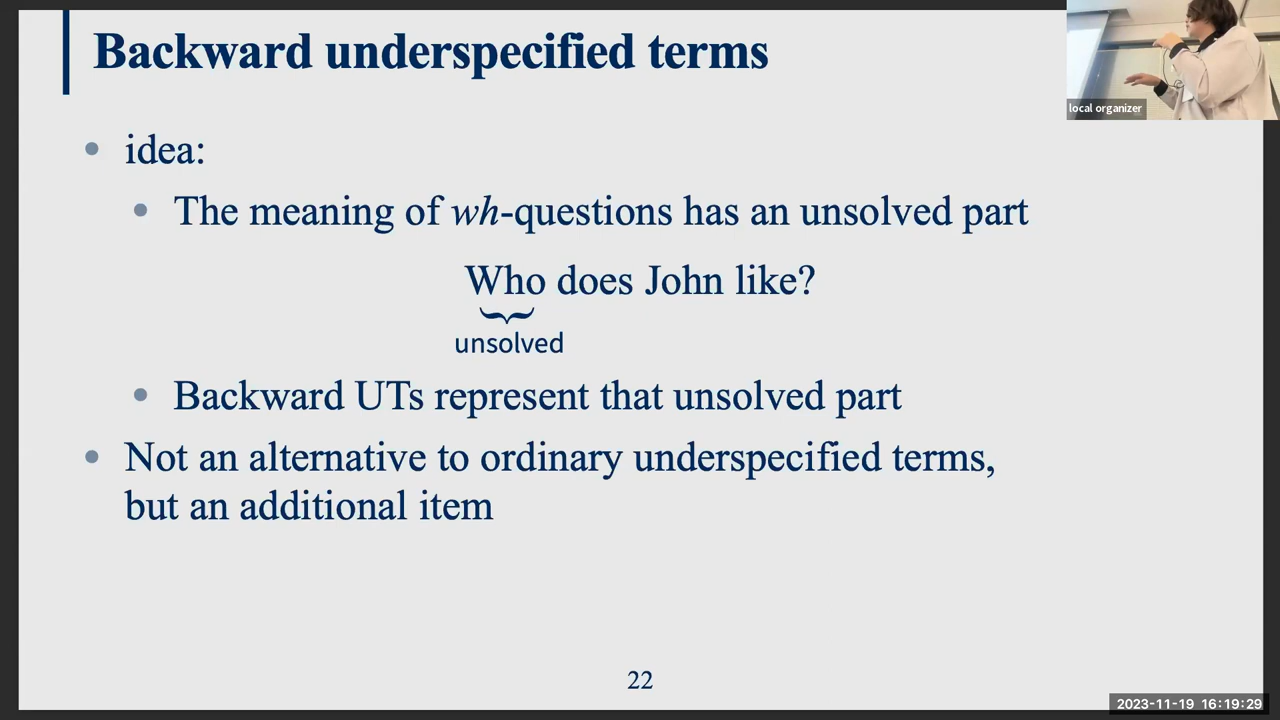 Backward underspecified terms
local organizer
• idea:
• The meaning of wh-questions has an unsolved part
Who does John like?
unsolved
• Backward UTs represent that unsolved part
• Not an alternative to ordinary underspecified terms,
but an additional item
22
2023-11-19 16:19:29